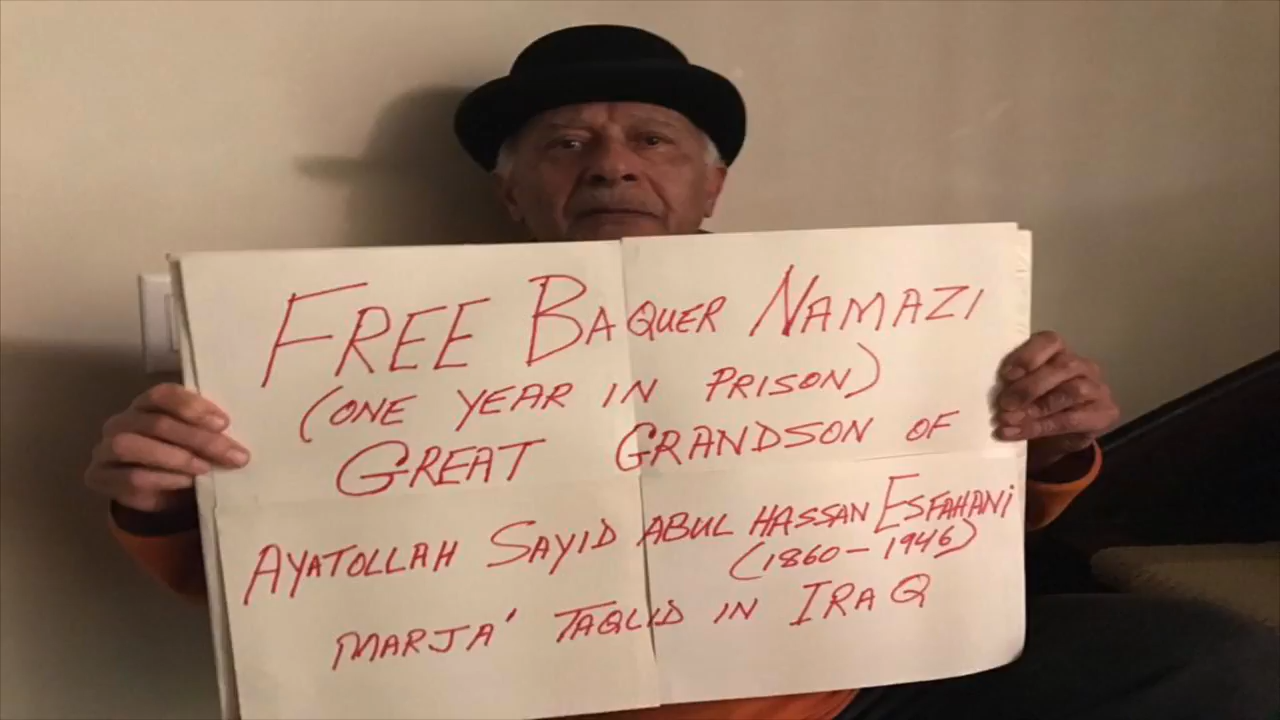 FREE BAQUER NAMAZI
(ONE YEAR IN PRISON)
GREAT GRANDSON OF
AYATOLLAH SAYID ABUL HASSAN ESFAHANI
(1860-1946)
MARJA' TAQLID IN IRAQ